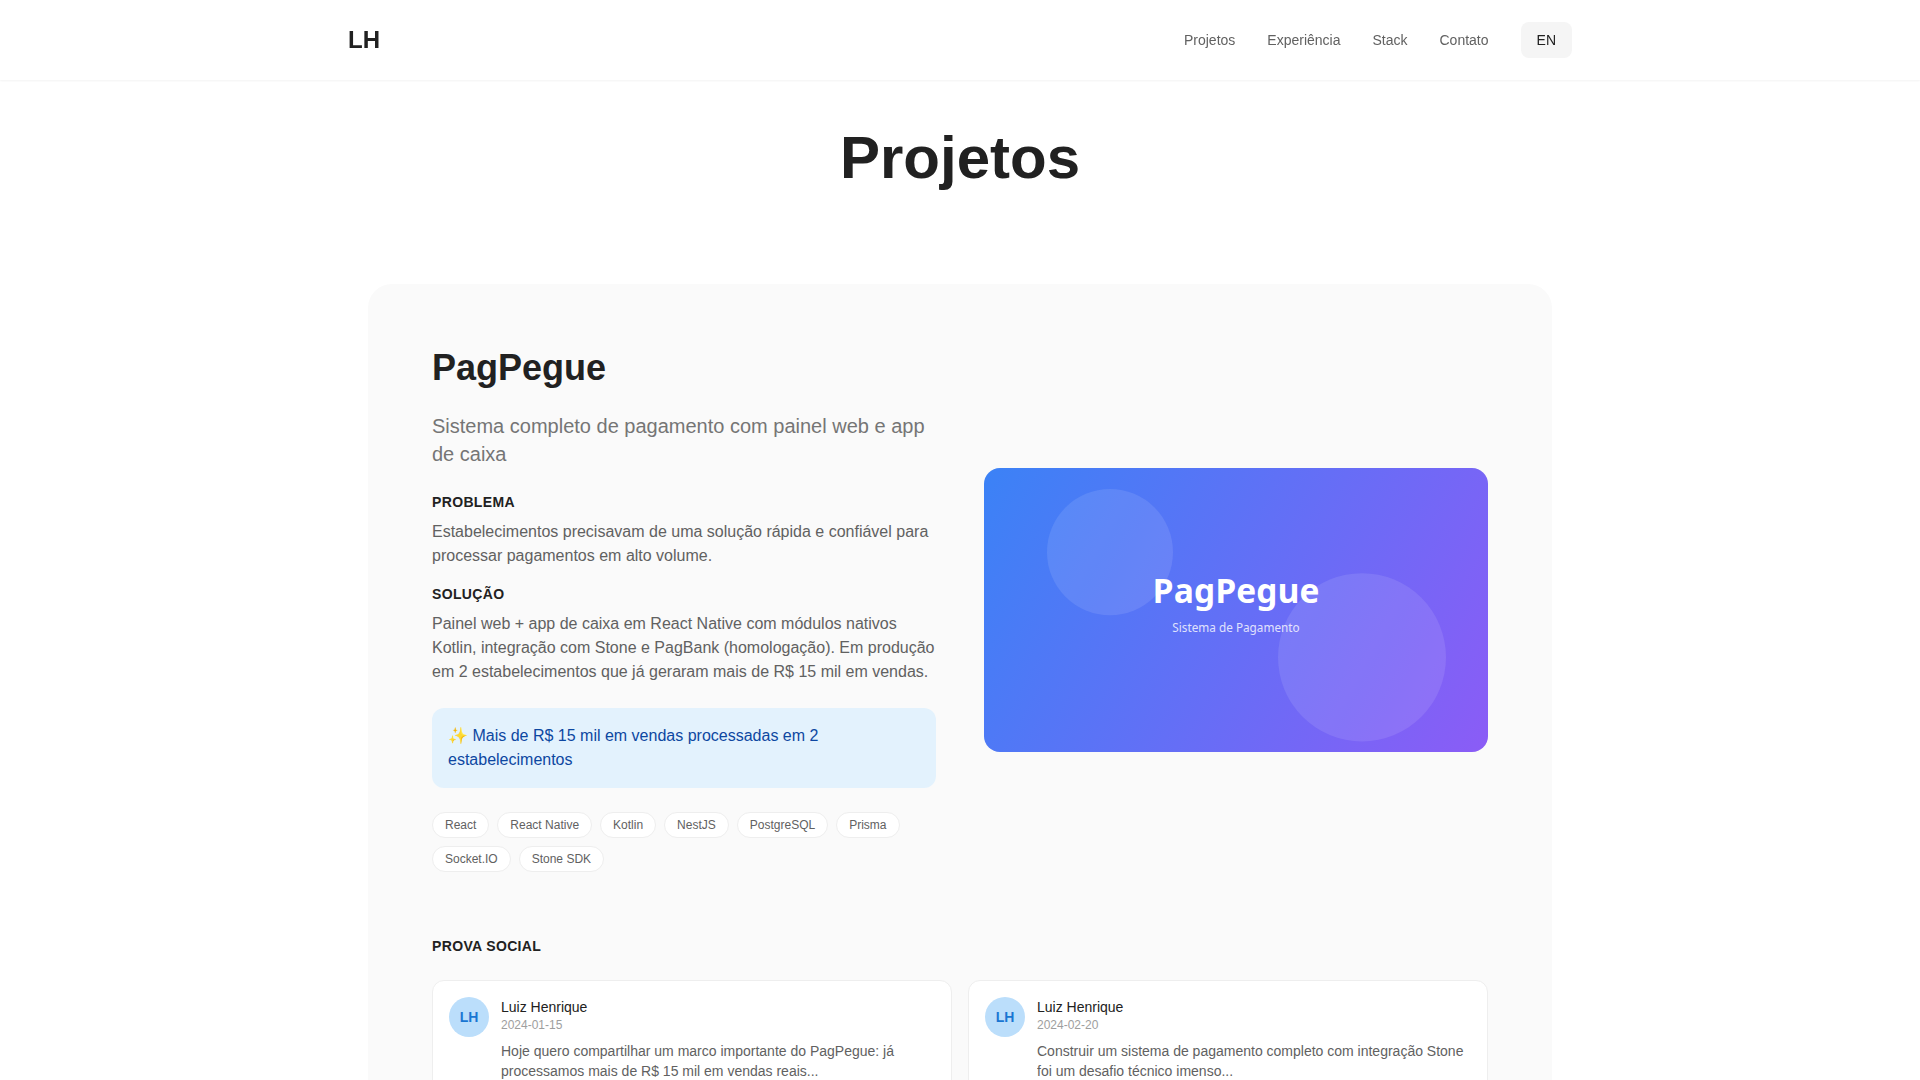 LH
Projetos
Experiência
Stack
Contato
EN
Projetos
PagPegue
Sistema completo de pagamento com painel web e app
de caixa
PROBLEMA
Estabelecimentos precisavam de uma solução rápida e confiável para
processar pagamentos em alto volume.
SOLUÇÃO
Painel web + app de caixa em React Native com módulos nativos
Kotlin, integração com Stone e PagBank (homologação). Em produção
em 2 estabelecimentos que já geraram mais de R$ 15 mil em vendas.
✨ Mais de R$ 15 mil em vendas processadas em 2
estabelecimentos
React
React Native
Kotlin
NestJS
PostgreSQL
Prisma
Socket.IO
Stone SDK
PagPegue
Sistema de Pagamento
PROVA SOCIAL
LH
Luiz Henrique
2024-01-15
Hoje quero compartilhar um marco importante do PagPegue: já
processamos mais de R$ 15 mil em vendas reais...
LH
Luiz Henrique
2024-02-20
Construir um sistema de pagamento completo com integração Stone
foi um desafio técnico imenso...